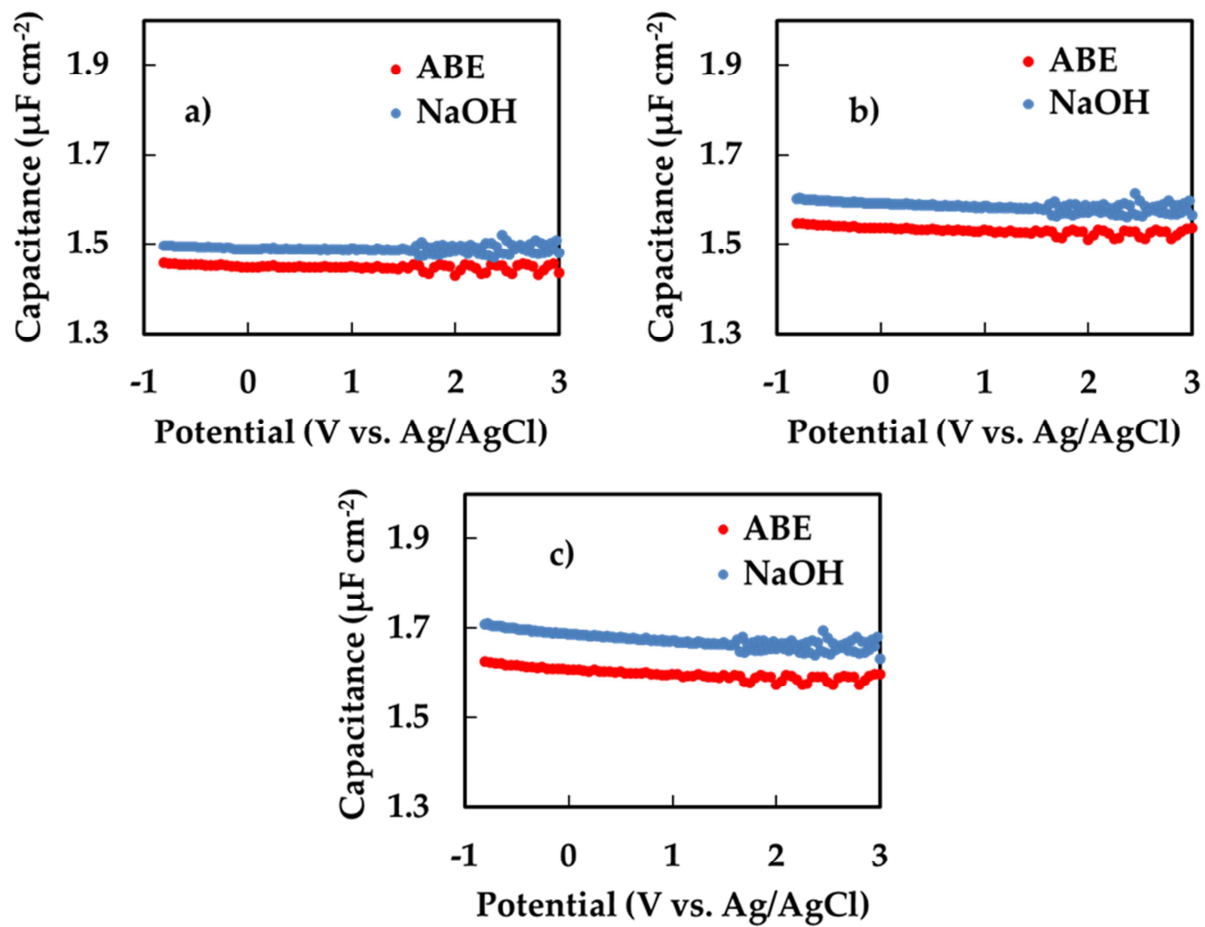 Capacitance (μF cm-2)
1.9
1.7
1.5
1.3
a)
ABE
NaOH
-1 0 1 2 3
Potential (V vs. Ag/AgCl)
Capacitance (μF cm-2)
1.9
1.7
1.5
1.3
b)
ABE
NaOH
-1 0 1 2 3
Potential (V vs. Ag/AgCl)
Capacitance (μF cm-2)
1.9
1.7
1.5
1.3
c)
ABE
NaOH
-1 0 1 2 3
Potential (V vs. Ag/AgCl)